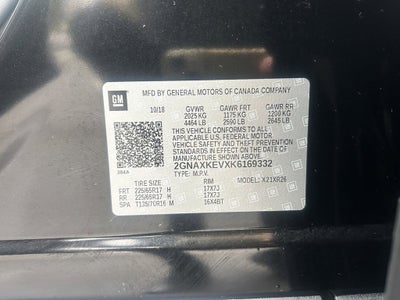 GM
MFD BY GENERAL MOTORS OF CANADA COMPANY
10/18 GVWR GAWR FRT GAWR RR
2025 KG 1175 KG 1200 KG
4464 LB 2590 LB 2645 LB
THIS VEHICLE CONFORMS TO ALL
APPLICABLE U.S. FEDERAL MOTOR
VEHICLE SAFETY, BUMPER, AND THEFT
PREVENTION STANDARDS IN EFFECT ON
THE DATE OF MANUFACTURE SHOWN ABOVE.
2GNAXKEVXK6169332
TYPE: M.P.V.
TIRE SIZE RIM MODEL: X21XR26
FRT 225/65R17 H 17X7J
RR 225/65R17 H 17X7J
SPA T135/70R16 M 16X4BT